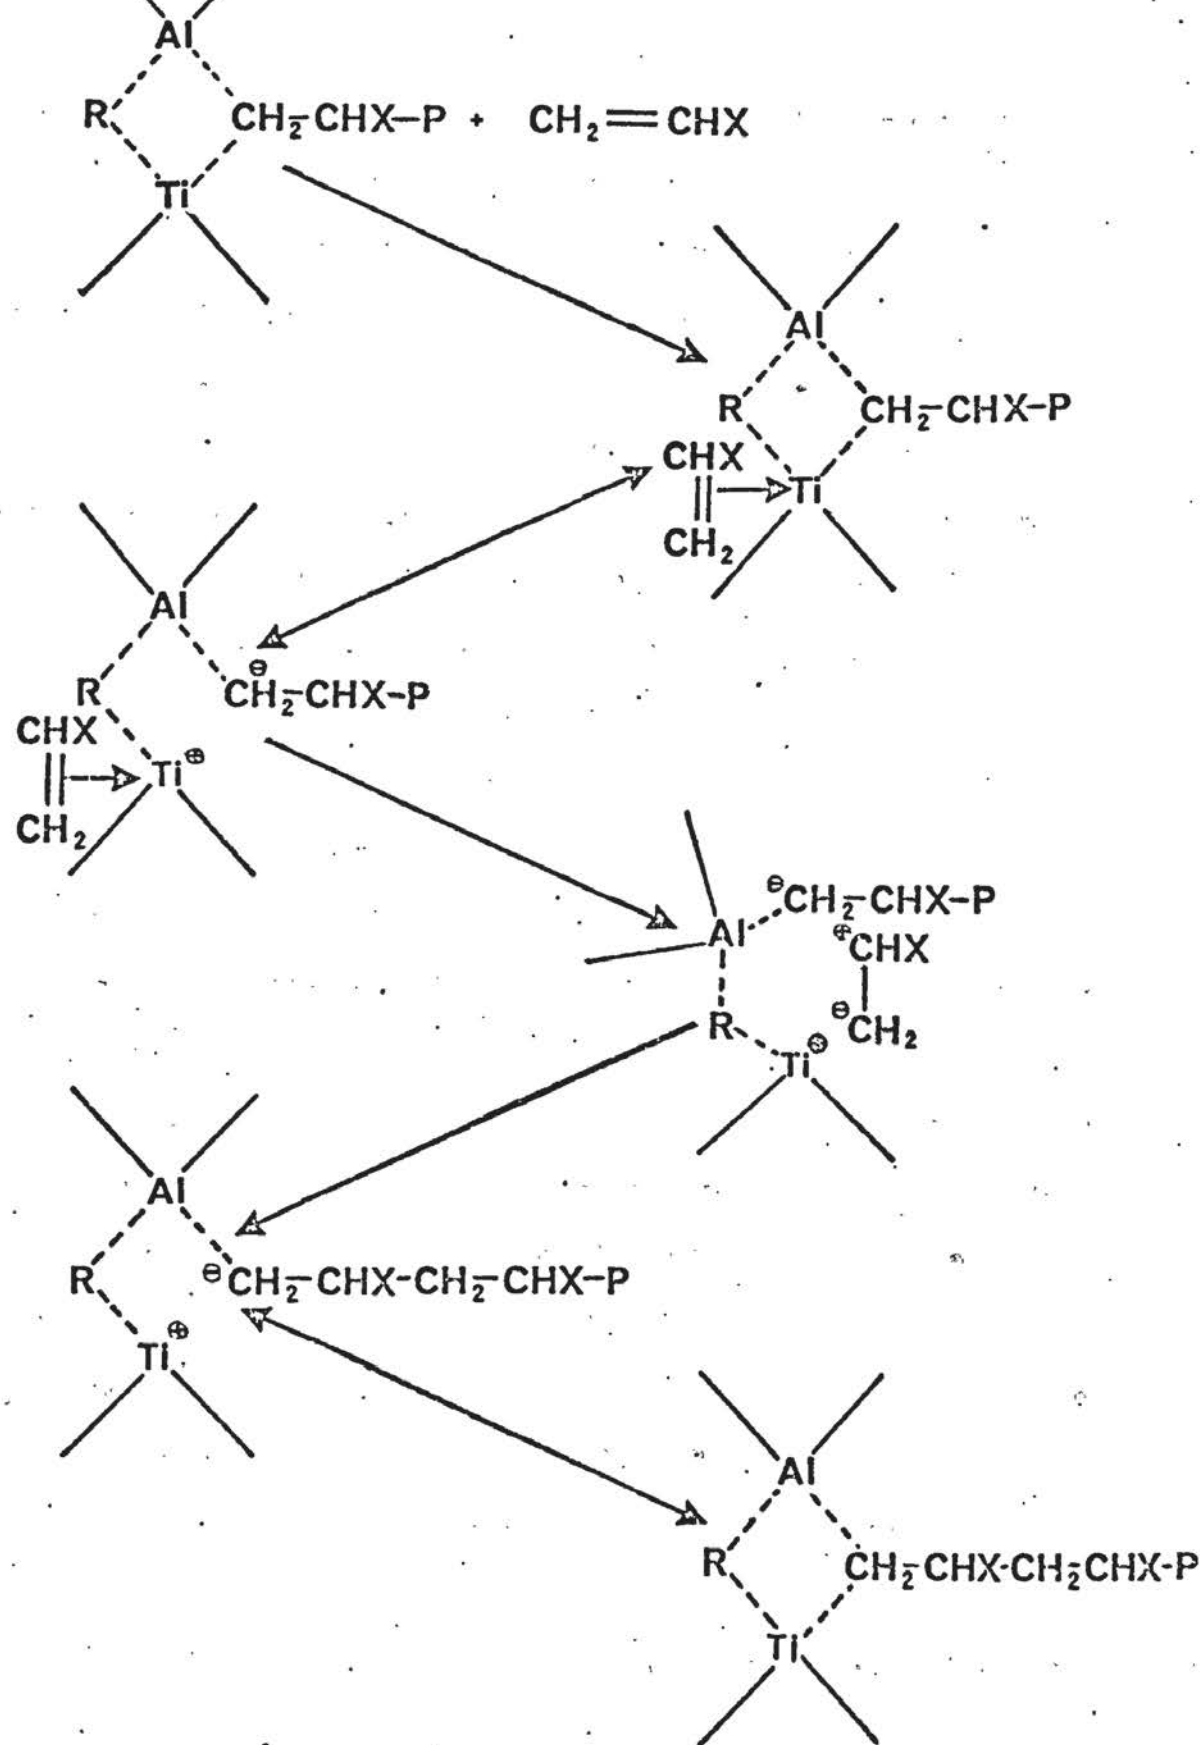 Al
R CH₂-CHX-P + CH₂=CHX
Ti
Al
R CH₂-CHX-P
CHX
Ti
CH₂
Al
⊖
R CH₂-CHX-P
CHX
Ti⊕
CH₂
⊖CH₂-CHX-P
Al ⊕CHX
R ⊖CH₂
Ti⊕
Al
R ⊖CH₂-CHX-CH₂-CHX-P
Ti⊕
Al
R CH₂-CHX-CH₂CHX-P
Ti